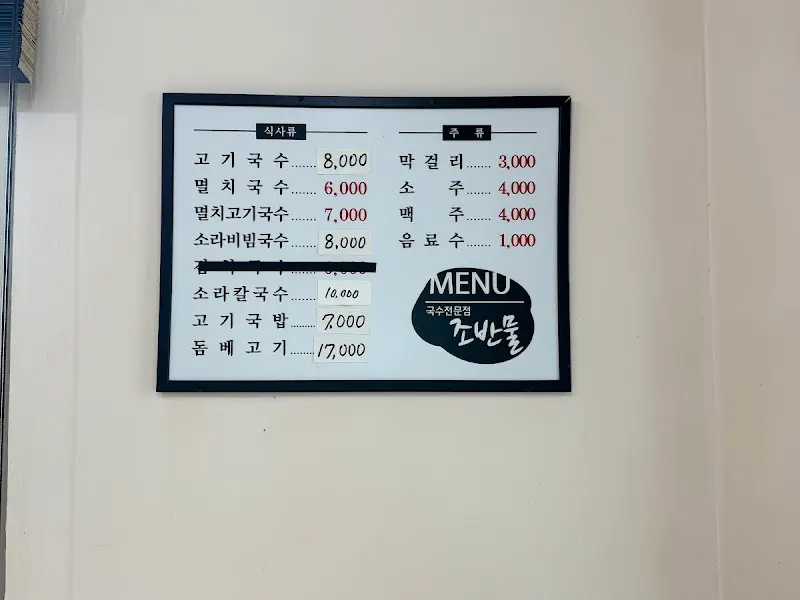 식사류
고기국수....... 8,000
멸치국수....... 6,000
멸치고기국수....... 7,000
소라비빔국수....... 8,000
소라칼국수....... 10,000
고기국밥........ 7,000
돔베고기........ 17,000
주류
막걸리....... 3,000
소주....... 4,000
맥주....... 4,000
음료수....... 1,000
MENU
국수전문점
조반물